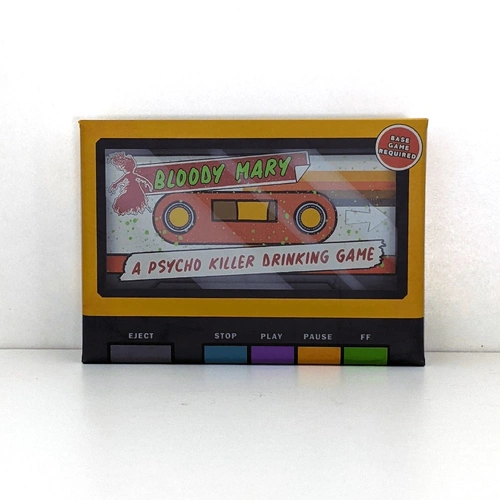 BASE
GAME
REQUIRED
BLOODY MARY
A PSYCHO KILLER DRINKING GAME
EJECT STOP PLAY PAUSE FF